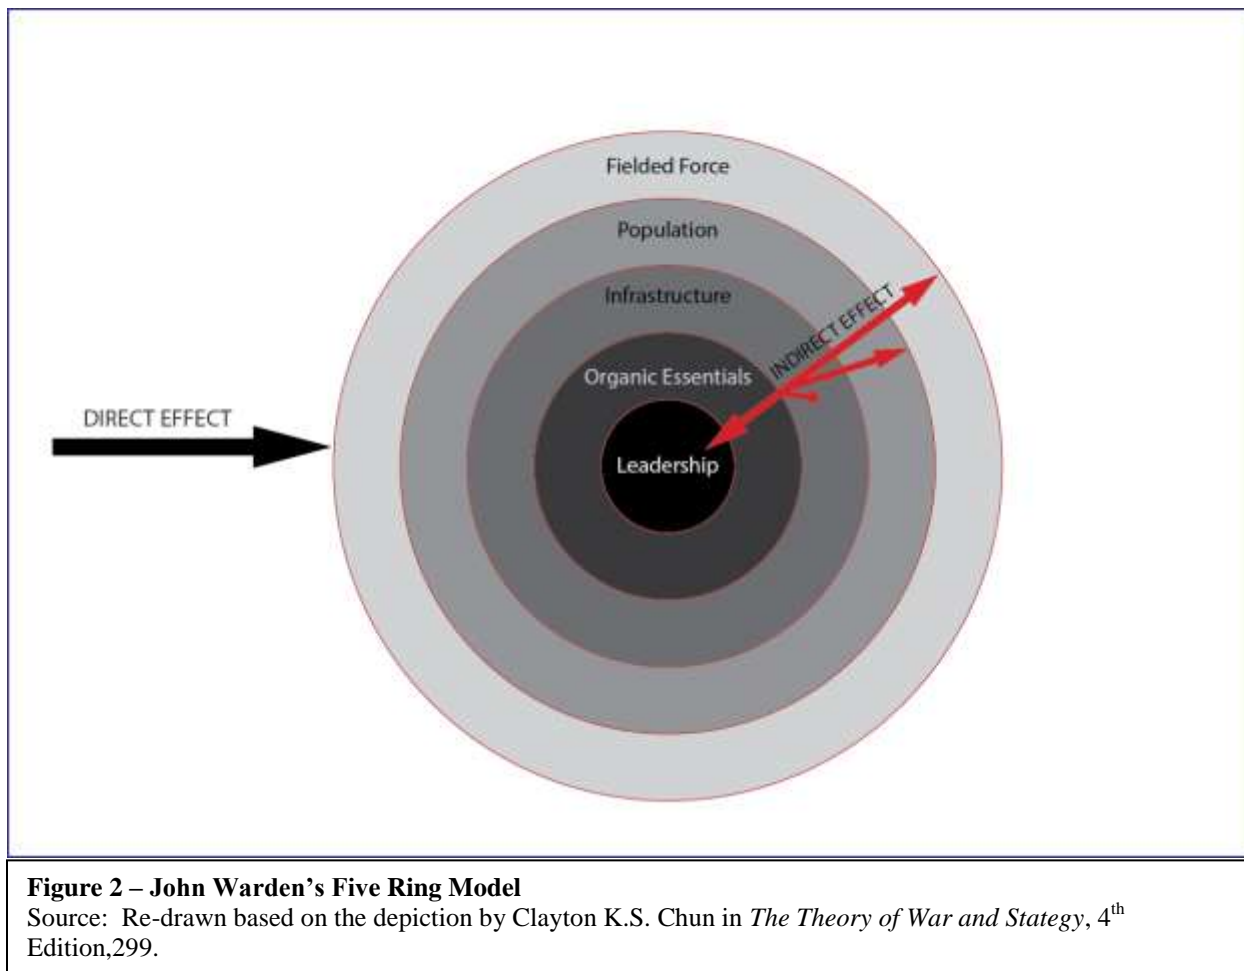 Fielded Force
Population
Infrastructure
INDIRECT EFFECT
Organic Essentials
DIRECT EFFECT
Leadership
Figure 2 – John Warden's Five Ring Model
Source:  Re-drawn based on the depiction by Clayton K.S. Chun in The Theory of War and Stategy, 4th
Edition,299.